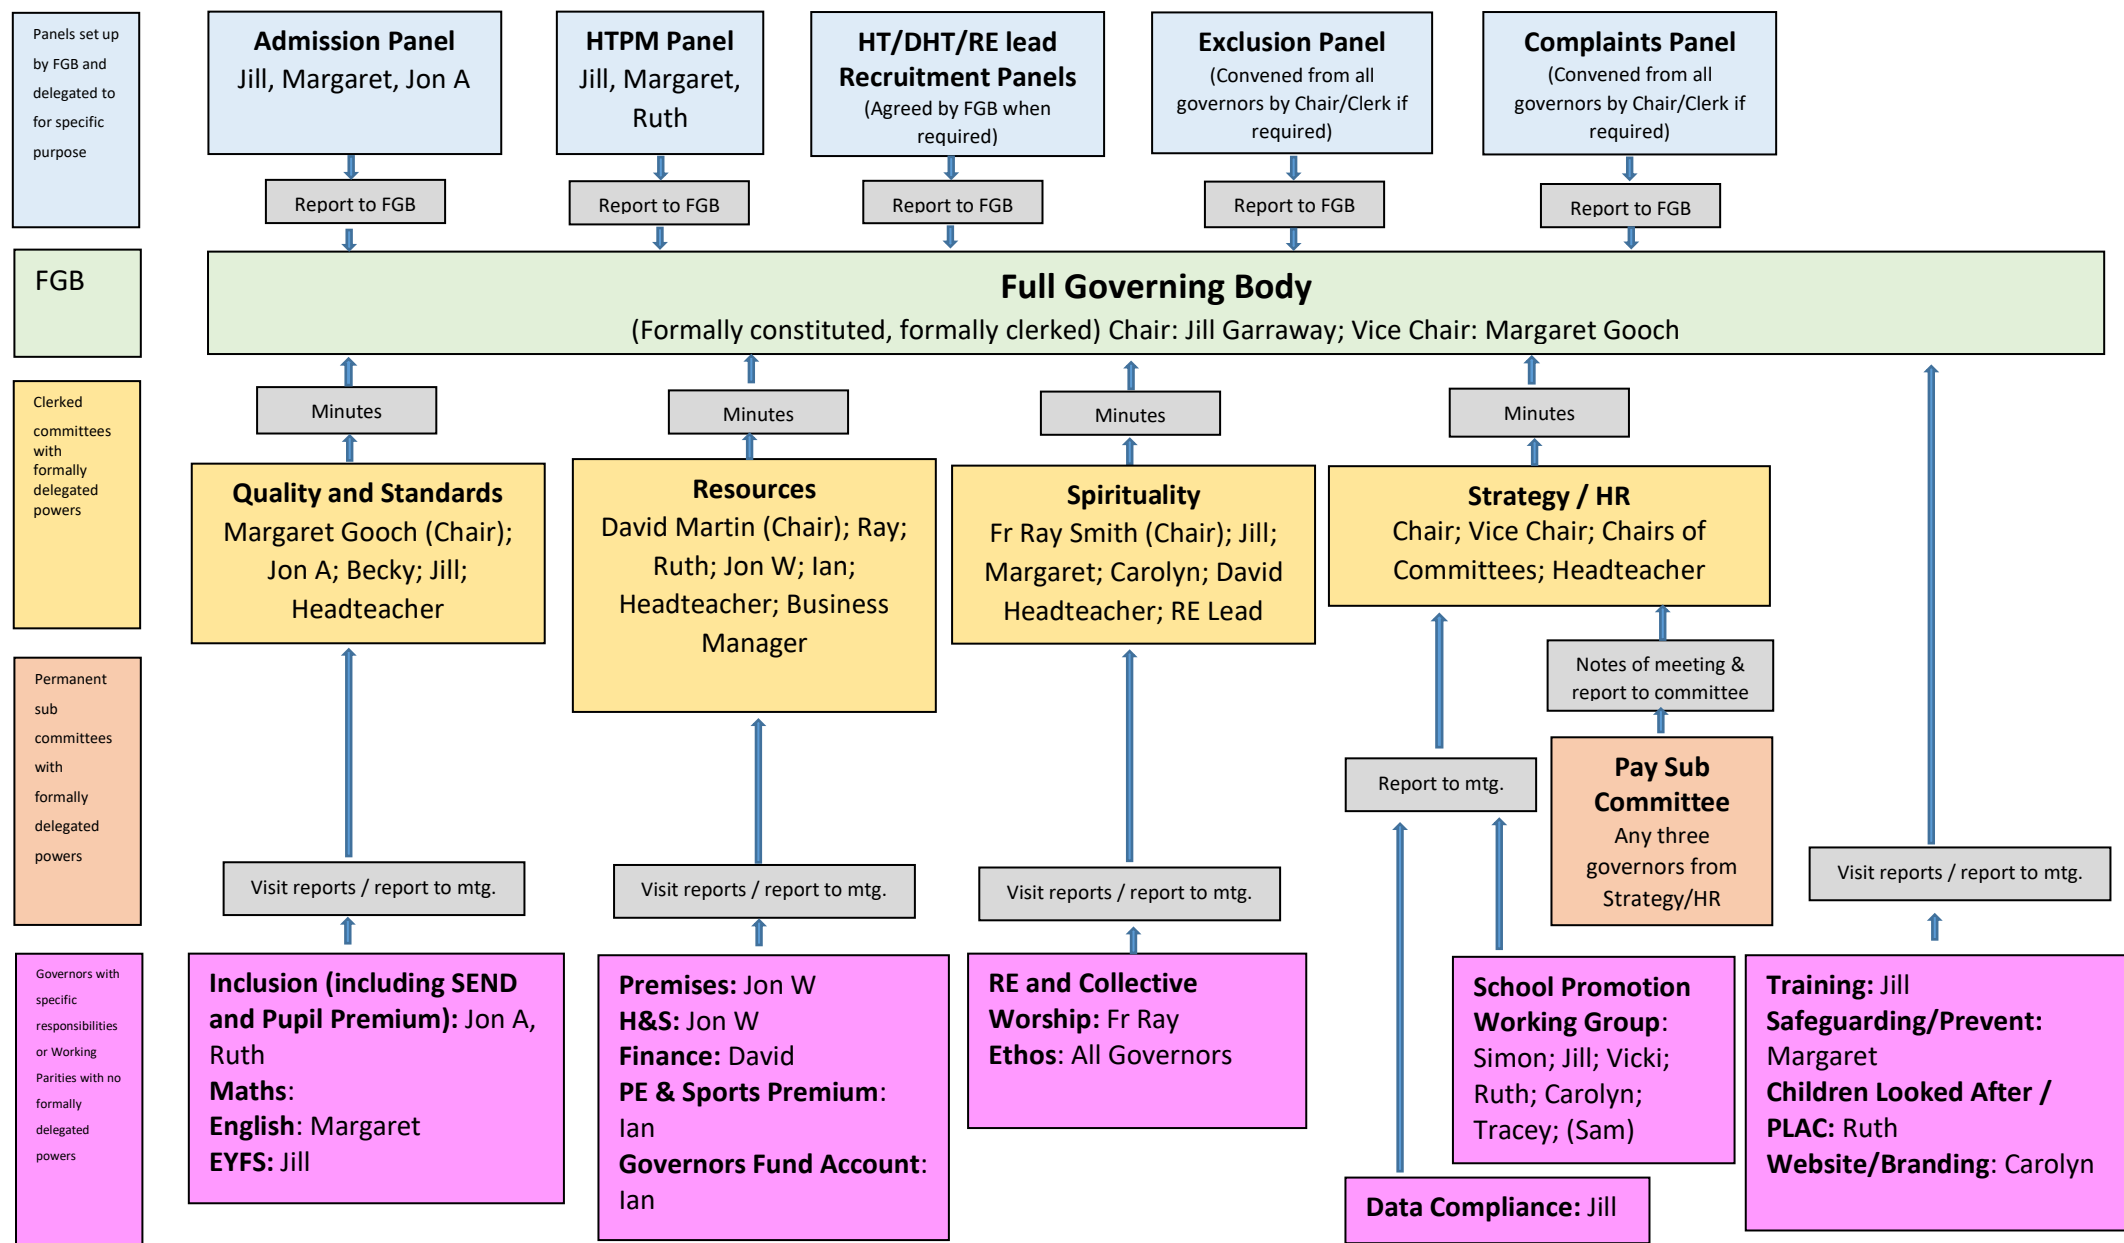 Panels set up
by FGB and
delegated to
for specific
purpose
Admission Panel
Jill, Margaret, Jon A
HTPM Panel
Jill, Margaret,
Ruth
HT/DHT/RE lead
Recruitment Panels
(Agreed by FGB when
required)
Exclusion Panel
(Convened from all
governors by Chair/Clerk if
required)
Complaints Panel
(Convened from all
governors by Chair/Clerk if
required)
Report to FGB
Report to FGB
Report to FGB
Report to FGB
Report to FGB
FGB
Full Governing Body
(Formally constituted, formally clerked) Chair: Jill Garraway; Vice Chair: Margaret Gooch
Clerked
committees
with
formally
delegated
powers
Minutes
Minutes
Minutes
Minutes
Quality and Standards
Margaret Gooch (Chair);
Jon A; Becky; Jill;
Headteacher
Resources
David Martin (Chair); Ray;
Ruth; Jon W; Ian;
Headteacher; Business
Manager
Spirituality
Fr Ray Smith (Chair); Jill;
Margaret; Carolyn; David
Headteacher; RE Lead
Strategy / HR
Chair; Vice Chair; Chairs of
Committees; Headteacher
Permanent
sub
committees
with
formally
delegated
powers
Notes of meeting &
report to committee
Report to mtg.
Pay Sub
Committee
Any three
governors from
Strategy/HR
Visit reports / report to mtg.
Visit reports / report to mtg.
Visit reports / report to mtg.
Visit reports / report to mtg.
Governors with
specific
responsibilities
or Working
Parities with no
formally
delegated
powers
Inclusion (including SEND
and Pupil Premium): Jon A,
Ruth
Maths:
English: Margaret
EYFS: Jill
Premises: Jon W
H&S: Jon W
Finance: David
PE & Sports Premium:
Ian
Governors Fund Account:
Ian
RE and Collective
Worship: Fr Ray
Ethos: All Governors
School Promotion
Working Group:
Simon; Jill; Vicki;
Ruth; Carolyn;
Tracey; (Sam)
Data Compliance: Jill
Training: Jill
Safeguarding/Prevent:
Margaret
Children Looked After /
PLAC: Ruth
Website/Branding: Carolyn